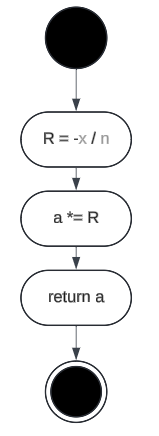 R = -x / n
a *= R
return a